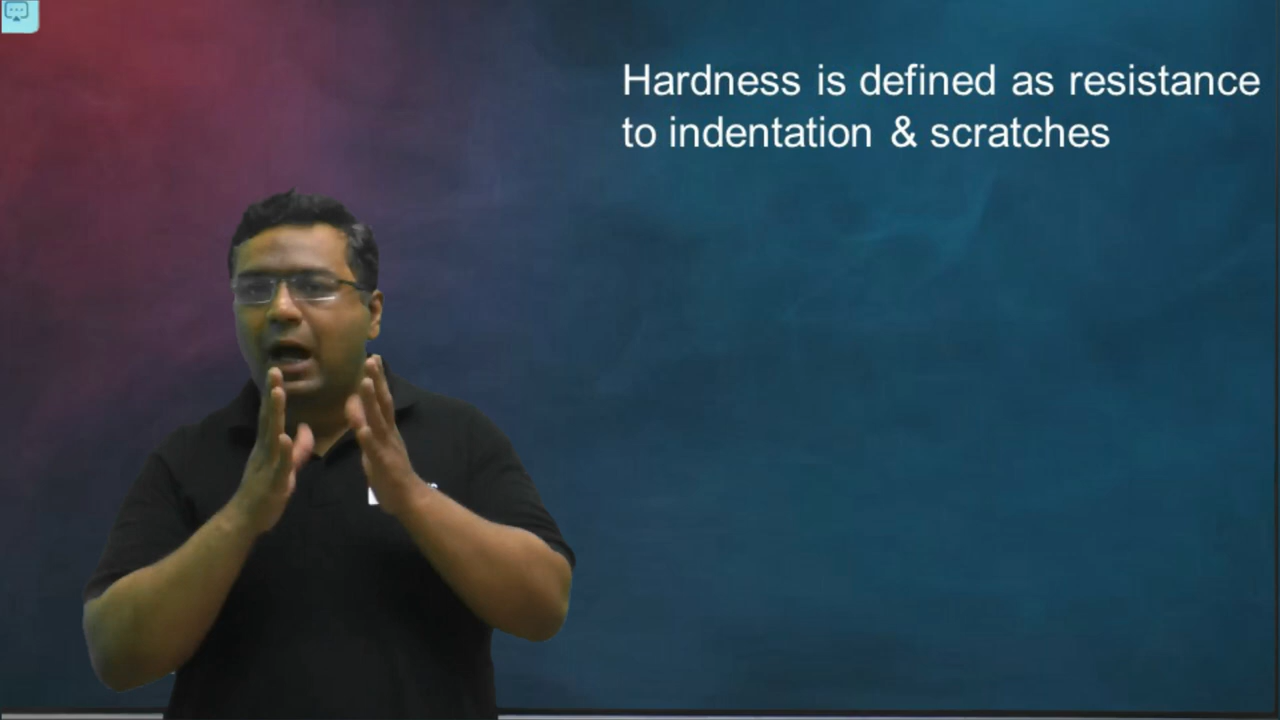 Hardness is defined as resistance
to indentation & scratches